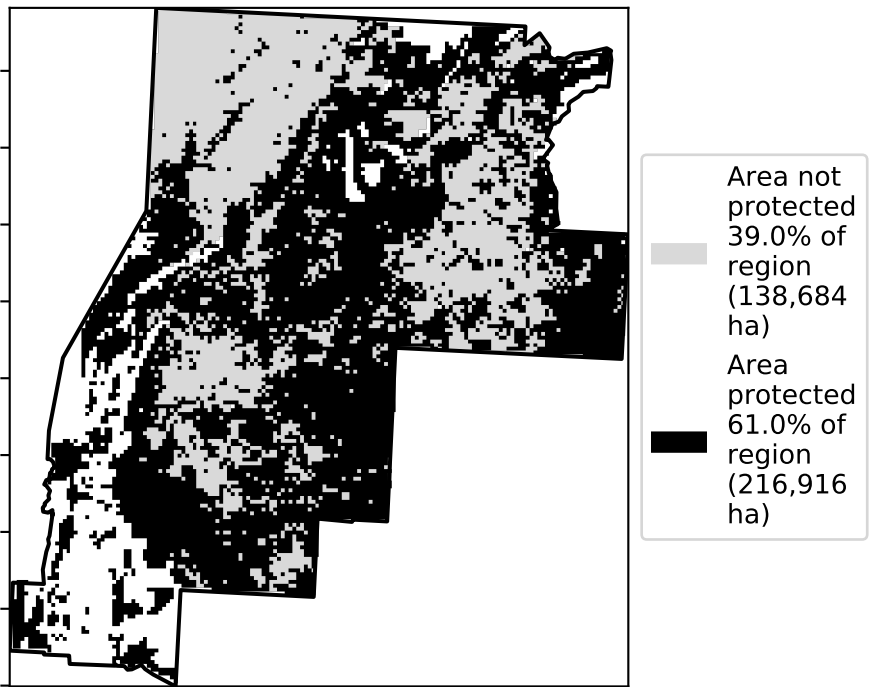 Area not
protected
39.0% of
region
(138,684
ha)
Area
protected
61.0% of
region
(216,916
ha)